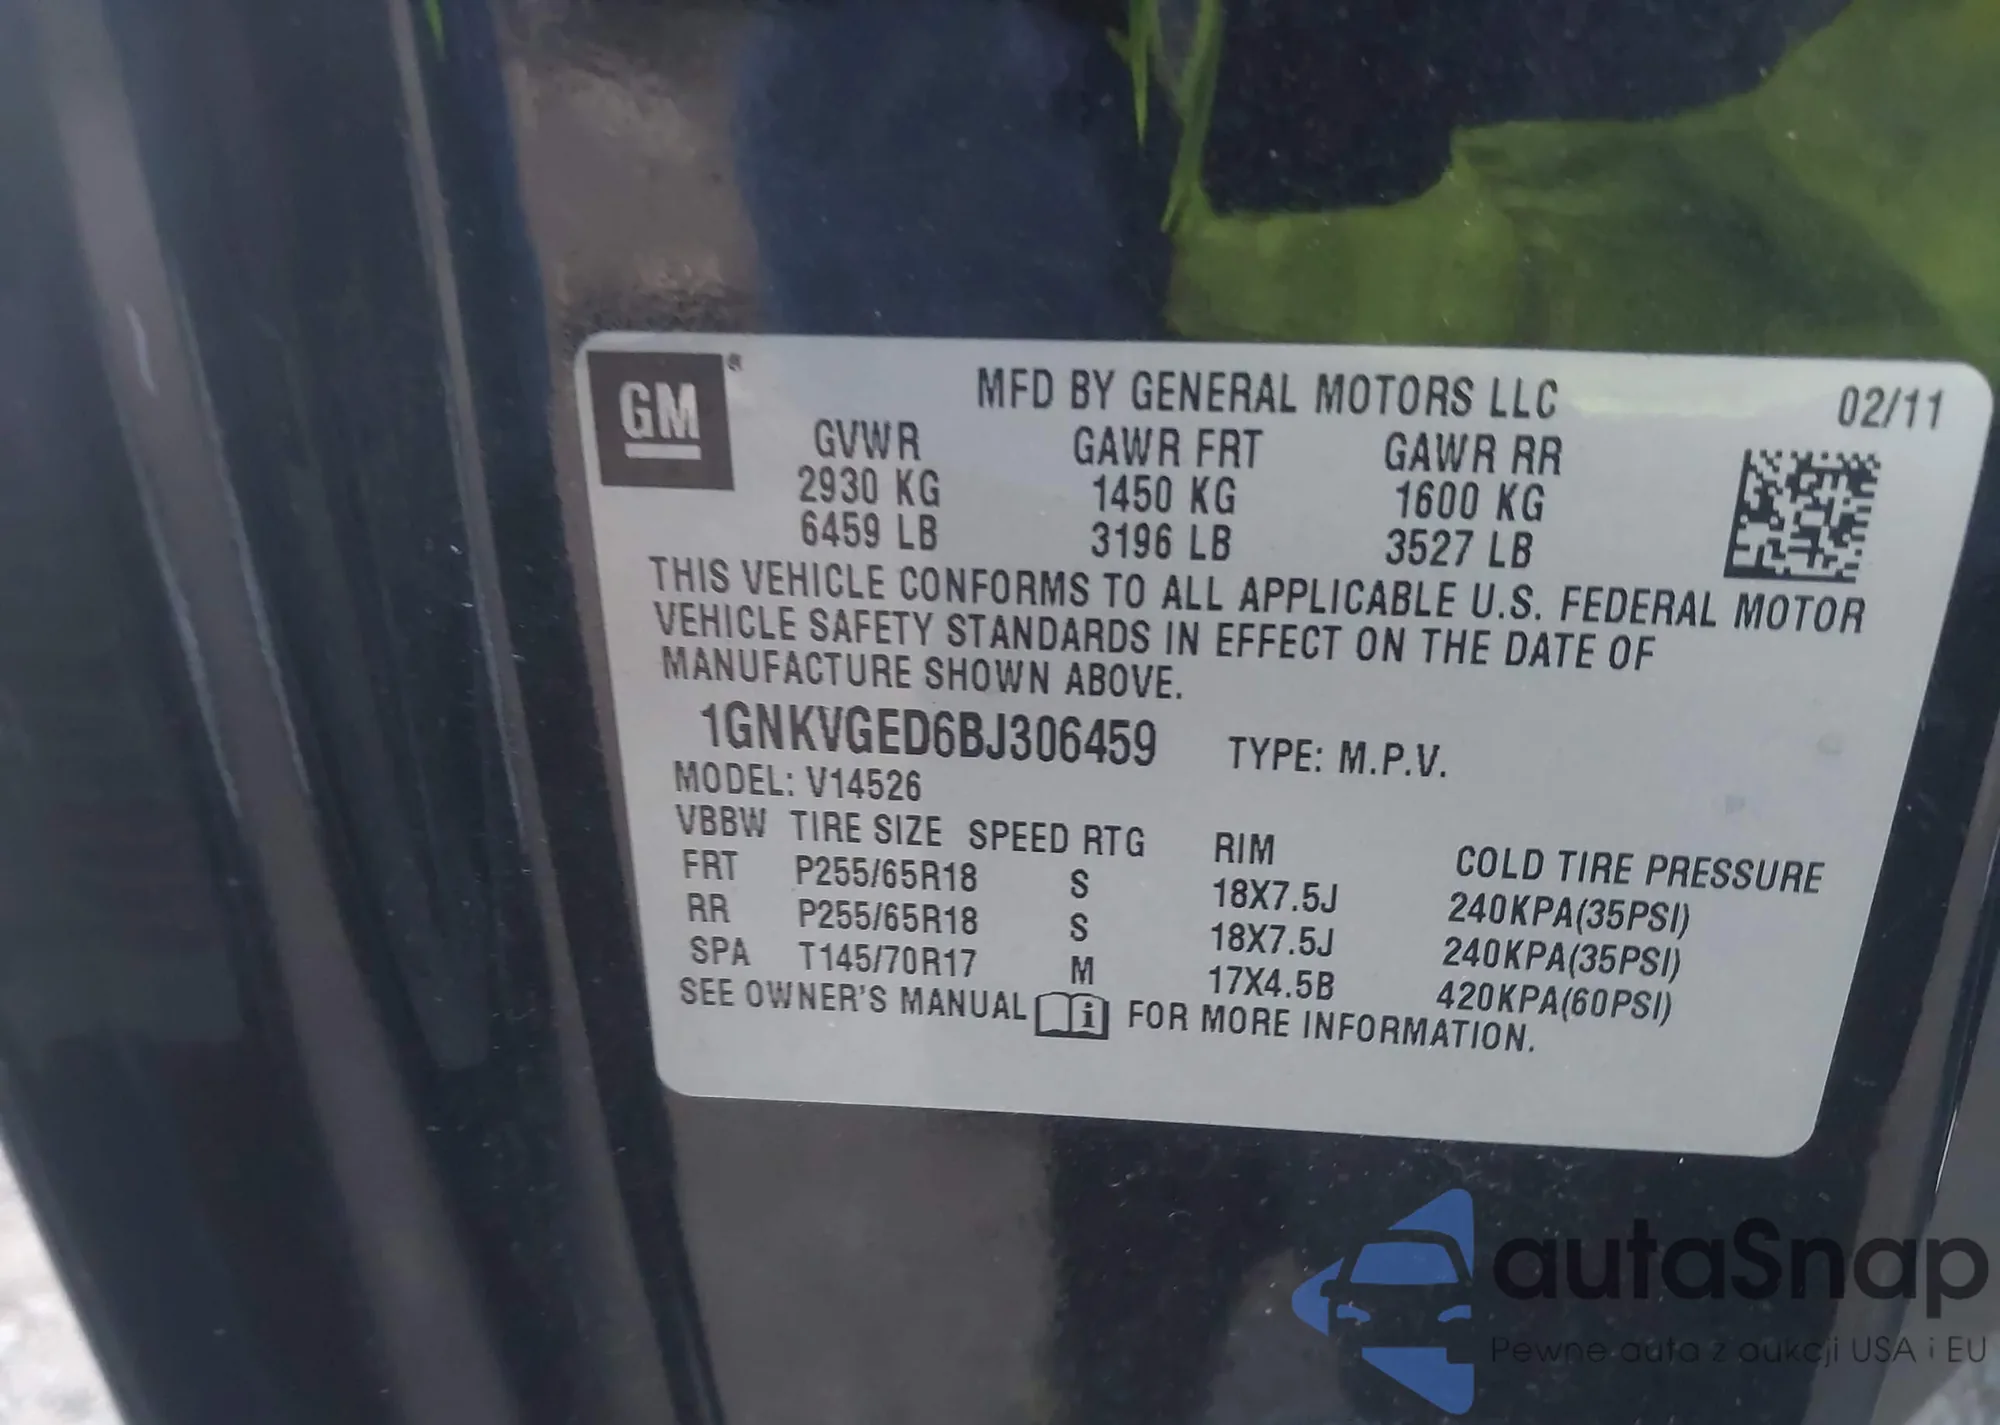 GM®
MFD BY GENERAL MOTORS LLC 02/11
GVWR GAWR FRT GAWR RR
2930 KG 1450 KG 1600 KG
6459 LB 3196 LB 3527 LB
THIS VEHICLE CONFORMS TO ALL APPLICABLE U.S. FEDERAL MOTOR
VEHICLE SAFETY STANDARDS IN EFFECT ON THE DATE OF
MANUFACTURE SHOWN ABOVE.
1GNKVGED6BJ306459 TYPE: M.P.V.
MODEL: V14526
VBBW TIRE SIZE SPEED RTG RIM COLD TIRE PRESSURE
FRT P255/65R18 S 18X7.5J 240KPA(35PSI)
RR P255/65R18 S 18X7.5J 240KPA(35PSI)
SPA T145/70R17 M 17X4.5B 420KPA(60PSI)
SEE OWNER'S MANUAL i FOR MORE INFORMATION.
autaSnap
Pewne auta z aukcji USA i EU